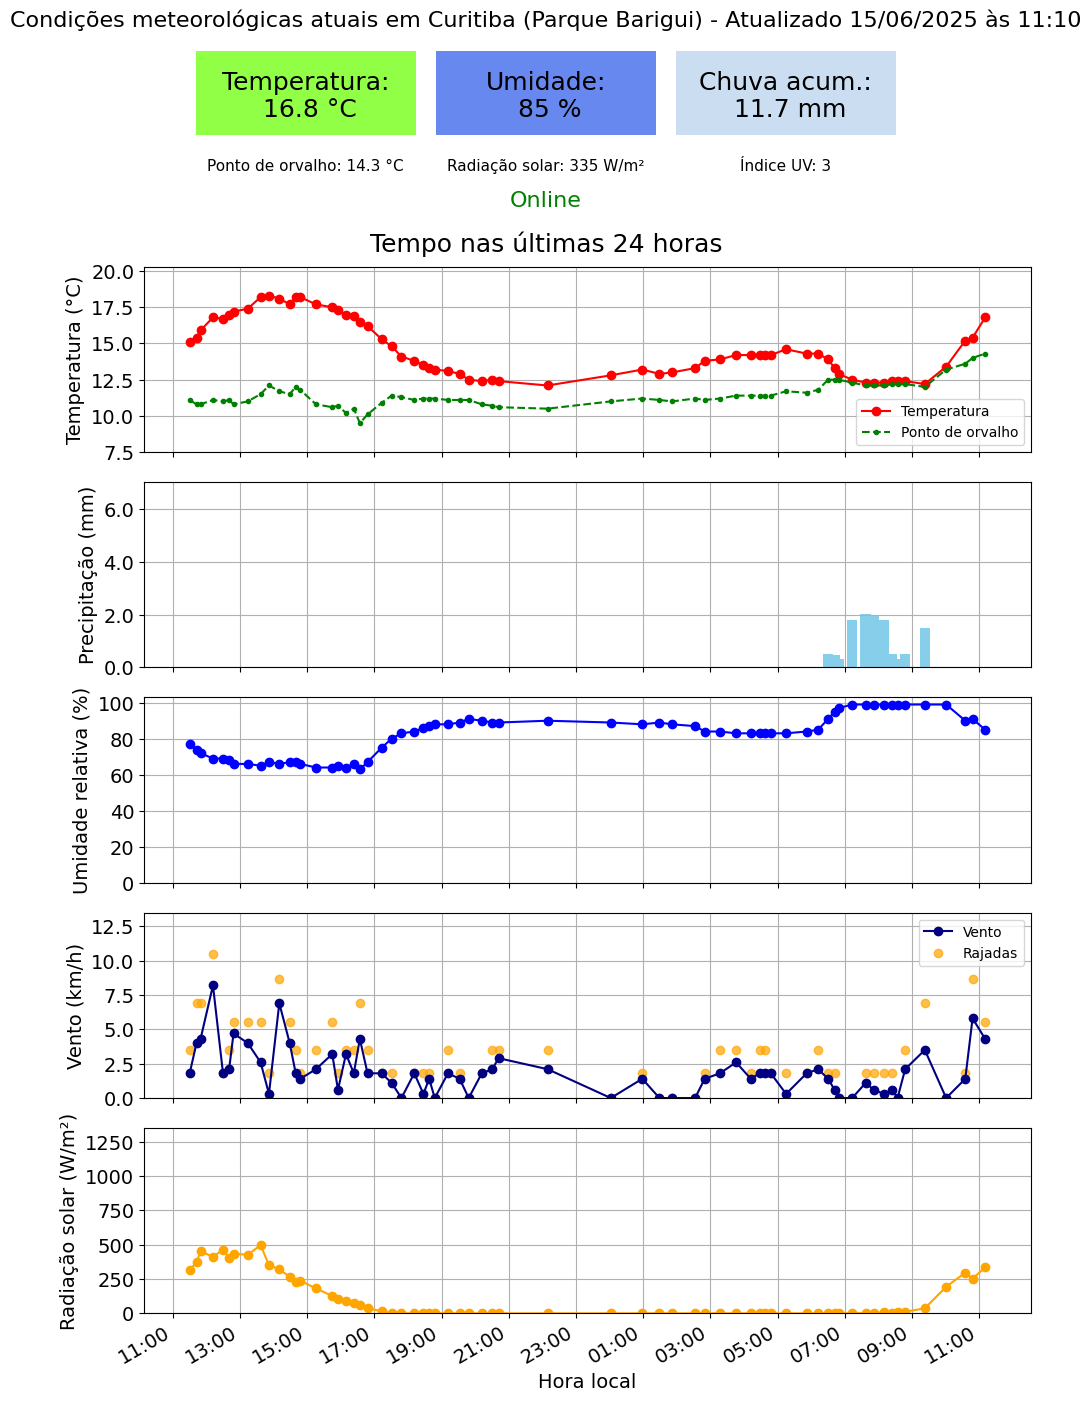 Condições meteorológicas atuais em Curitiba (Parque Barigui) - Atualizado 15/06/2025 às 11:10
Temperatura:
16.8 °C
Umidade:
85 %
Chuva acum.:
11.7 mm
Ponto de orvalho: 14.3 °C
Radiação solar: 335 W/m²
Índice UV: 3
Online
Tempo nas últimas 24 horas
Temperatura (°C)
20.0
17.5
15.0
12.5
10.0
7.5
Temperatura
Ponto de orvalho
Precipitação (mm)
6.0
4.0
2.0
0.0
Umidade relativa (%)
100
80
60
40
20
0
Vento (km/h)
12.5
10.0
7.5
5.0
2.5
0.0
Vento
Rajadas
Radiação solar (W/m²)
1250
1000
750
500
250
0
11:00
13:00
15:00
17:00
19:00
21:00
23:00
01:00
03:00
05:00
07:00
09:00
11:00
Hora local